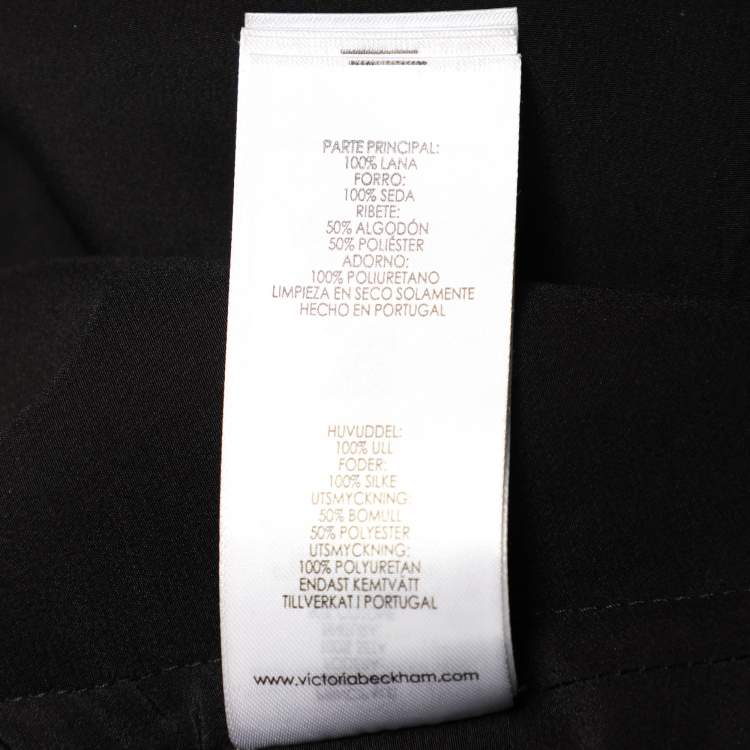 PARTE PRINCIPAL:
100% LANA
FORRO:
100% SEDA
RIBETE:
50% ALGODÓN
50% POLIÉSTER
ADORNO:
100% POLIURETANO
LIMPIEZA EN SECO SOLAMENTE
HECHO EN PORTUGAL
HUVUDDEL:
100% ULL
FODER:
100% SILKE
UTSMYCKNING:
50% BOMULL
50% POLYESTER
UTSMYCKNING:
100% POLYURETAN
ENDAST KEMTVÄTT
TILLVERKAT I PORTUGAL
www.victoriabeckham.com